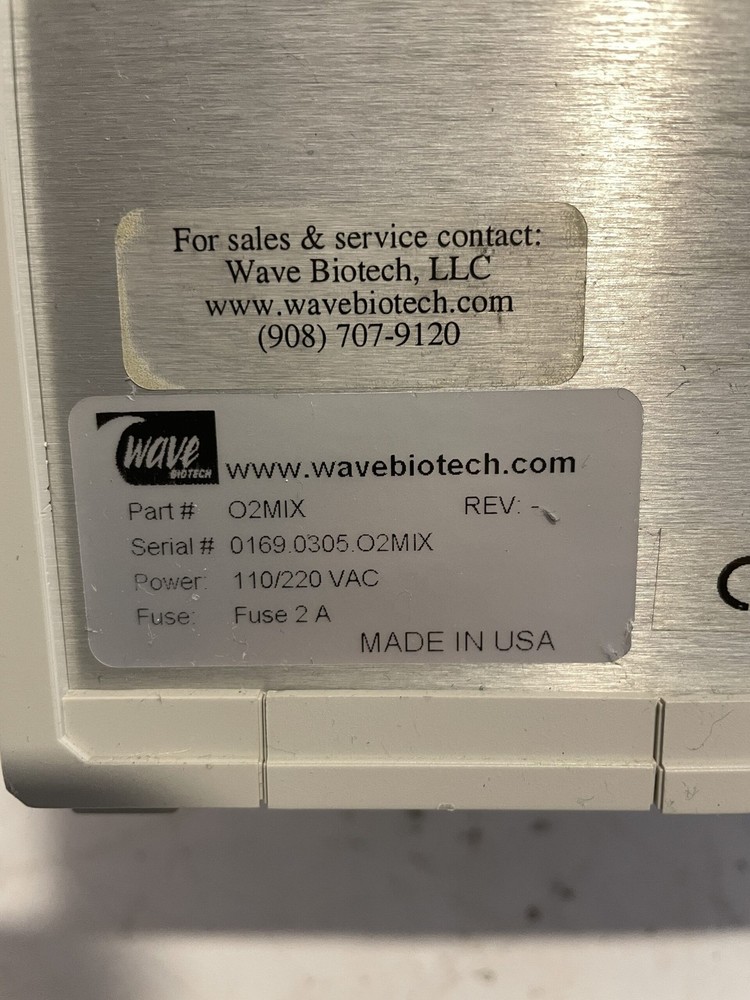 For sales & service contact:
Wave Biotech, LLC
www.wavebiotech.com
(908) 707-9120
wave
BIOTECH
www.wavebiotech.com
Part # O2MIX REV: -
Serial # 0169.0305.O2MIX
Power: 110/220 VAC
Fuse: Fuse 2 A
MADE IN USA